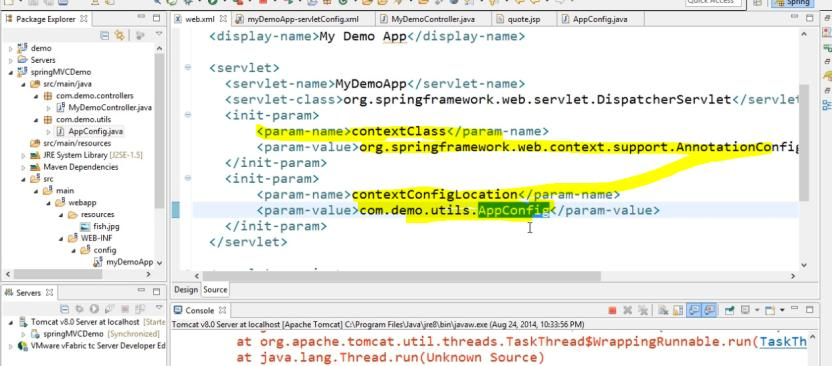 Quick Access
Spring
Package Explorer
demo
Servers
springMVCDemo
src/main/java
com.demo.controllers
MyDemoController.java
com.demo.utils
AppConfig.java
src/main/resources
JRE System Library [J2SE-1.5]
Maven Dependencies
src
main
webapp
resources
fish.jpg
WEB-INF
config
myDemoApp
Servers
Tomcat v8.0 Server at localhost [Starte
springMVCDemo [Synchronized]
VMware vFabric tc Server Developer Ed
web.xml
myDemoApp-servletConfig.xml
MyDemoController.java
quote.jsp
AppConfig.java
<display-name>My Demo App</display-name>
<servlet>
<servlet-name>MyDemoApp</servlet-name>
<servlet-class>org.springframework.web.servlet.DispatcherServlet</servlet
<init-param>
<param-name>contextClass</param-name>
<param-value>org.springframework.web.context.support.AnnotationConfig
</init-param>
<init-param>
<param-name>contextConfigLocation</param-name>
<param-value>com.demo.utils.AppConfig</param-value>
</init-param>
</servlet>
Design Source
Console
Tomcat v8.0 Server at localhost [Apache Tomcat] C:\Program Files\Java\jre8\bin\javaw.exe (Aug 24, 2014, 10:33:56 PM)
at org.apache.tomcat.util.threads.TaskThread$WrappingRunnable.run(TaskTh
at java.lang.Thread.run(Unknown Source)